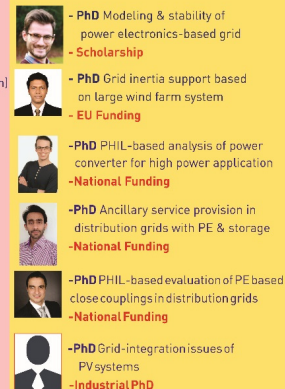 - PhD Modeling & stability of
power electronics-based grid
- Scholarship
n]
- PhD Grid inertia support based
on large wind farm system
- EU Funding
-PhD PHIL-based analysis of power
converter for high power application
-National Funding
-PhD Ancillary service provision in
distribution grids with PE & storage
-National Funding
-PhD PHIL-based evaluation of PE based
close couplings in distribution grids
-National Funding
-PhD Grid-integration issues of
PV systems
-Industrial PhD